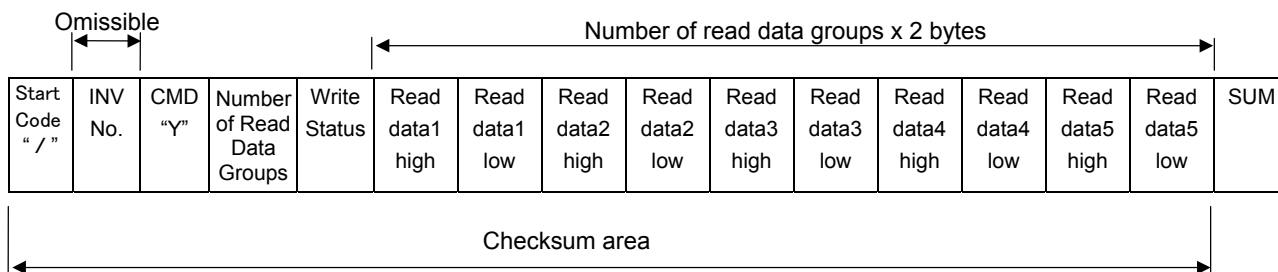 Omissible
Number of read data groups x 2 bytes
Start Code “ / ”
INV No.
CMD “Y”
Number of Read Data Groups
Write Status
Read data1 high
Read data1 low
Read data2 high
Read data2 low
Read data3 high
Read data3 low
Read data4 high
Read data4 low
Read data5 high
Read data5 low
SUM
Checksum area